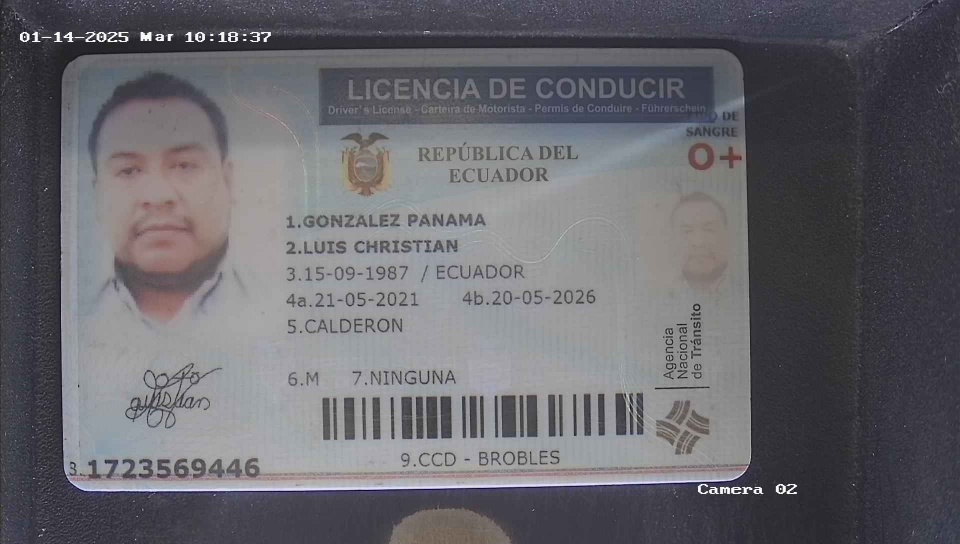 01-14-2025 Mar 10:18:37
LICENCIA DE CONDUCIR
Driver's License - Carteira de Motorista - Permis de Conduire - Führerschein
TIPO DE
SANGRE
O+
REPÚBLICA DEL
ECUADOR
1.GONZALEZ PANAMA
2.LUIS CHRISTIAN
3.15-09-1987 / ECUADOR
4a.21-05-2021 4b.20-05-2026
5.CALDERON
6.M 7.NINGUNA
Agencia
Nacional
de Tránsito
9.CCD - BROBLES
8.1723569446
Camera 02